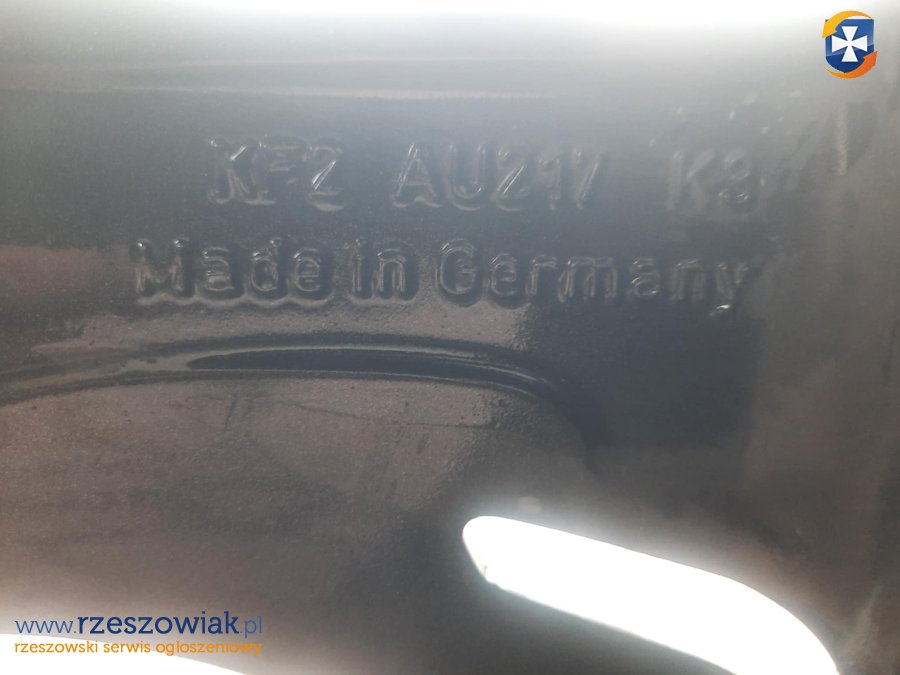 KFZ AU217 K3
Made in Germany
www.rzeszowiak.pl
rzeszowski serwis ogłoszeniowy